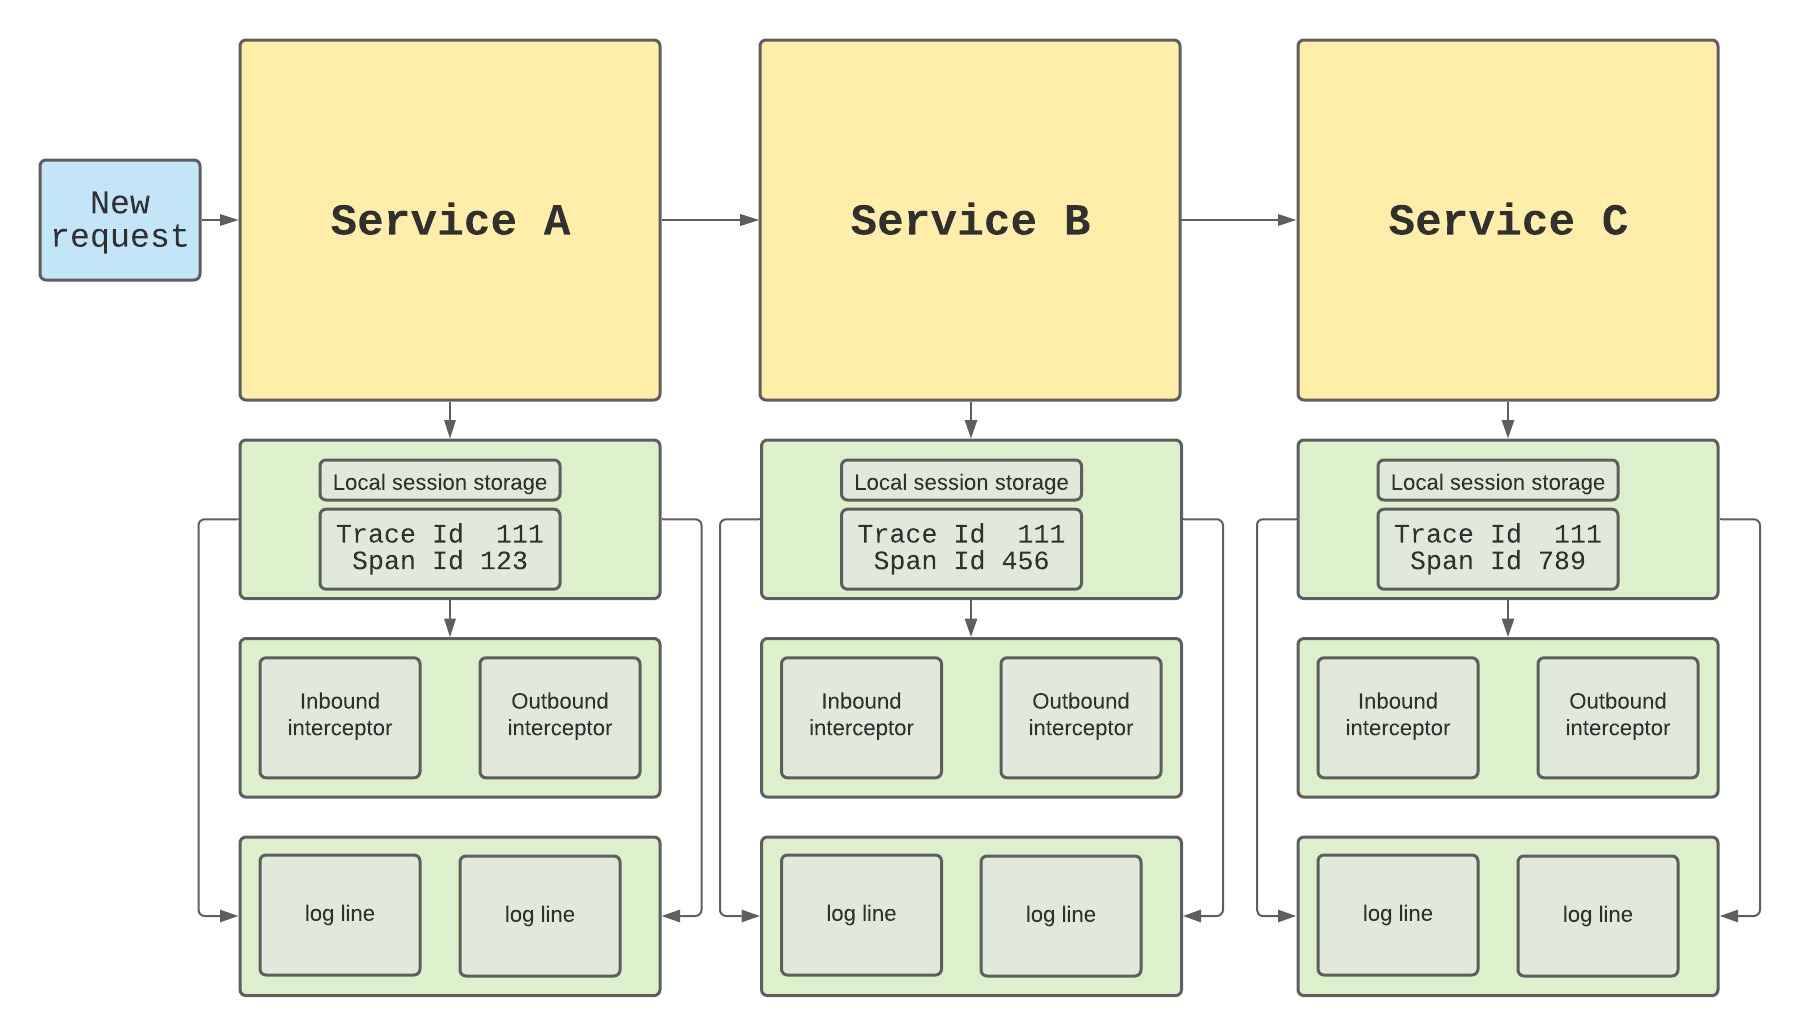 New
request
Service A
Service B
Service C
Local session storage
Trace Id  111
Span Id 123
Local session storage
Trace Id  111
Span Id 456
Local session storage
Trace Id  111
Span Id 789
Inbound
interceptor
Outbound
interceptor
Inbound
interceptor
Outbound
interceptor
Inbound
interceptor
Outbound
interceptor
log line
log line
log line
log line
log line
log line